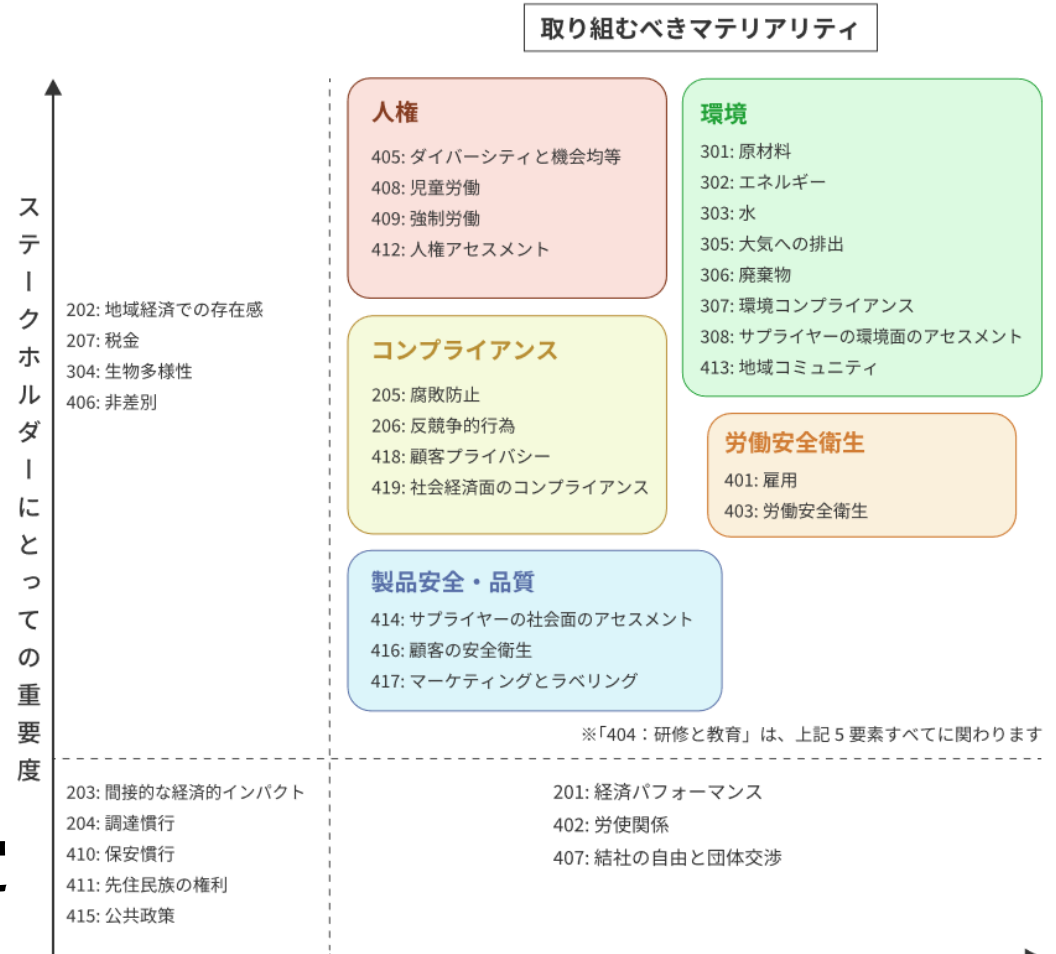 取り組むべきマテリアリティ
ステークホルダーにとっての重要度
202: 地域経済での存在感
207: 税金
304: 生物多様性
406: 非差別
人権
405: ダイバーシティと機会均等
408: 児童労働
409: 強制労働
412: 人権アセスメント
環境
301: 原材料
302: エネルギー
303: 水
305: 大気への排出
306: 廃棄物
307: 環境コンプライアンス
308: サプライヤーの環境面のアセスメント
413: 地域コミュニティ
コンプライアンス
205: 腐敗防止
206: 反競争的行為
418: 顧客プライバシー
419: 社会経済面のコンプライアンス
労働安全衛生
401: 雇用
403: 労働安全衛生
製品安全・品質
414: サプライヤーの社会面のアセスメント
416: 顧客の安全衛生
417: マーケティングとラベリング
※「404：研修と教育」は、上記 5 要素すべてに関わります
203: 間接的な経済的インパクト
204: 調達慣行
410: 保安慣行
411: 先住民族の権利
415: 公共政策
201: 経済パフォーマンス
402: 労使関係
407: 結社の自由と団体交渉